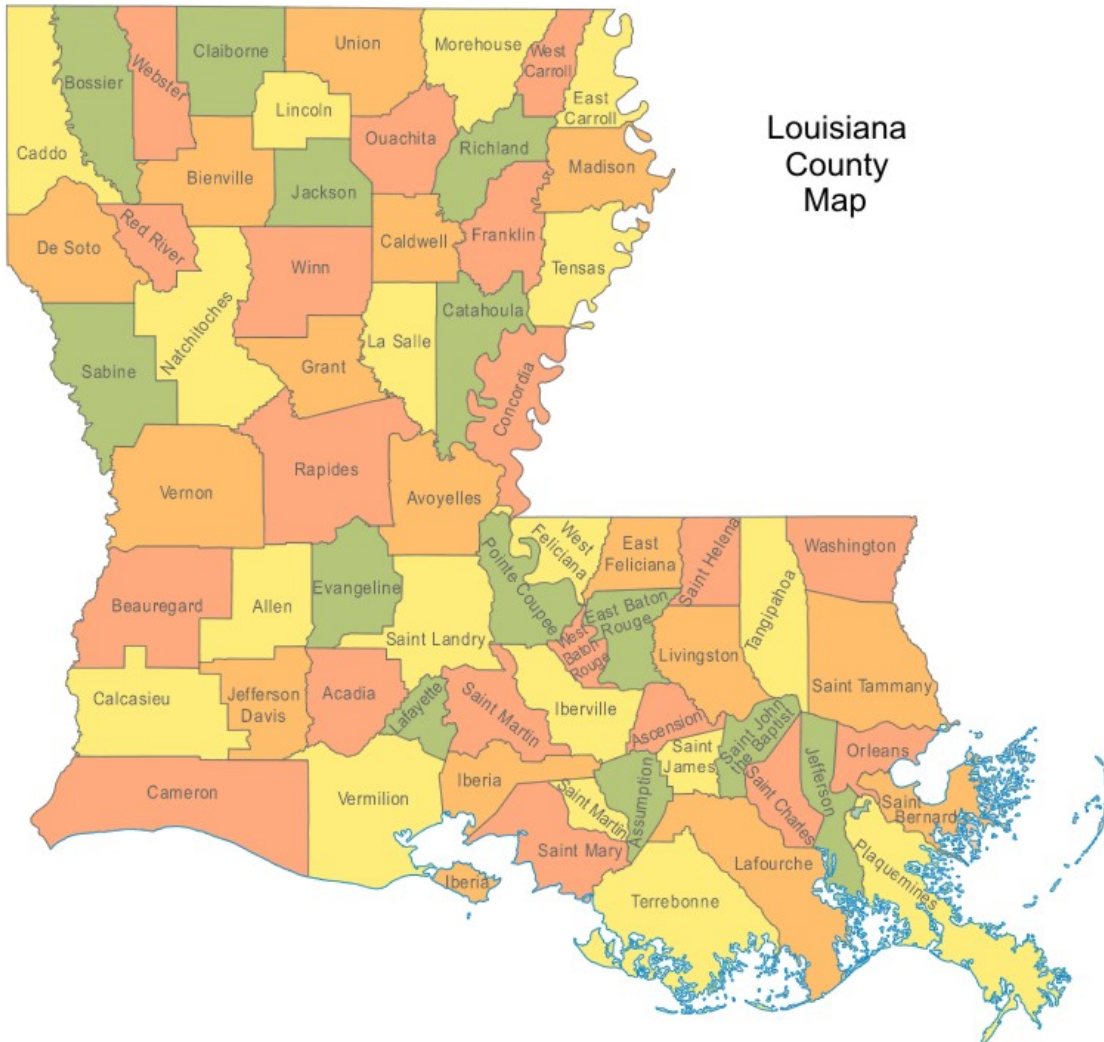 Louisiana
County
Map
Caddo
Bossier
Webster
Claiborne
Union
Morehouse
West
Carroll
East
Carroll
Lincoln
Ouachita
Richland
Madison
Bienville
Jackson
De Soto
Red River
Caldwell
Franklin
Tensas
Winn
Natchitoches
Catahoula
La Salle
Grant
Sabine
Concordia
Rapides
Vernon
Avoyelles
West
Feliciana
East
Feliciana
Saint Helena
Tangipahoa
Washington
Pointe Coupee
Beauregard
Allen
Evangeline
Saint Landry
East Baton
Rouge
West
Baton
Rouge
Livingston
Saint Tammany
Calcasieu
Jefferson
Davis
Acadia
Lafayette
Saint Martin
Iberville
Ascension
Saint
James
Saint John
the Baptist
Saint Charles
Jefferson
Orleans
Cameron
Vermilion
Iberia
Saint Martin
Assumption
Saint
Bernard
Saint Mary
Lafourche
Plaquemines
Iberia
Terrebonne